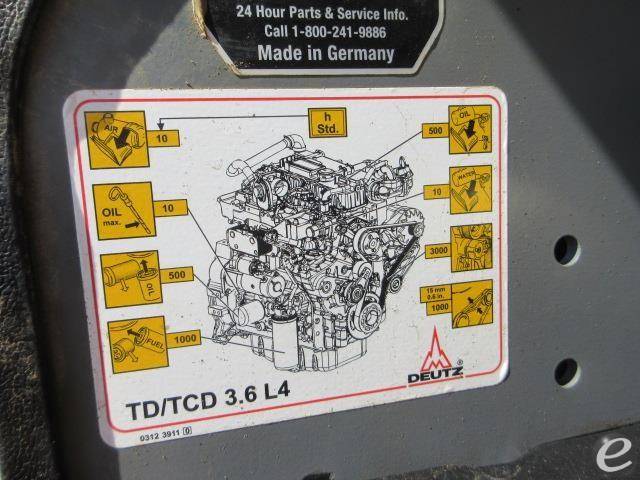 24 Hour Parts & Service Info.
Call 1-800-241-9886
Made in Germany
h
Std.
AIR
10
OIL
max.
10
OIL
500
FUEL
1000
500
OIL
10
WATER
3000
15 mm
0.6 in.
1000
TD/TCD 3.6 L4
DEUTZ
0312 3911 0
e